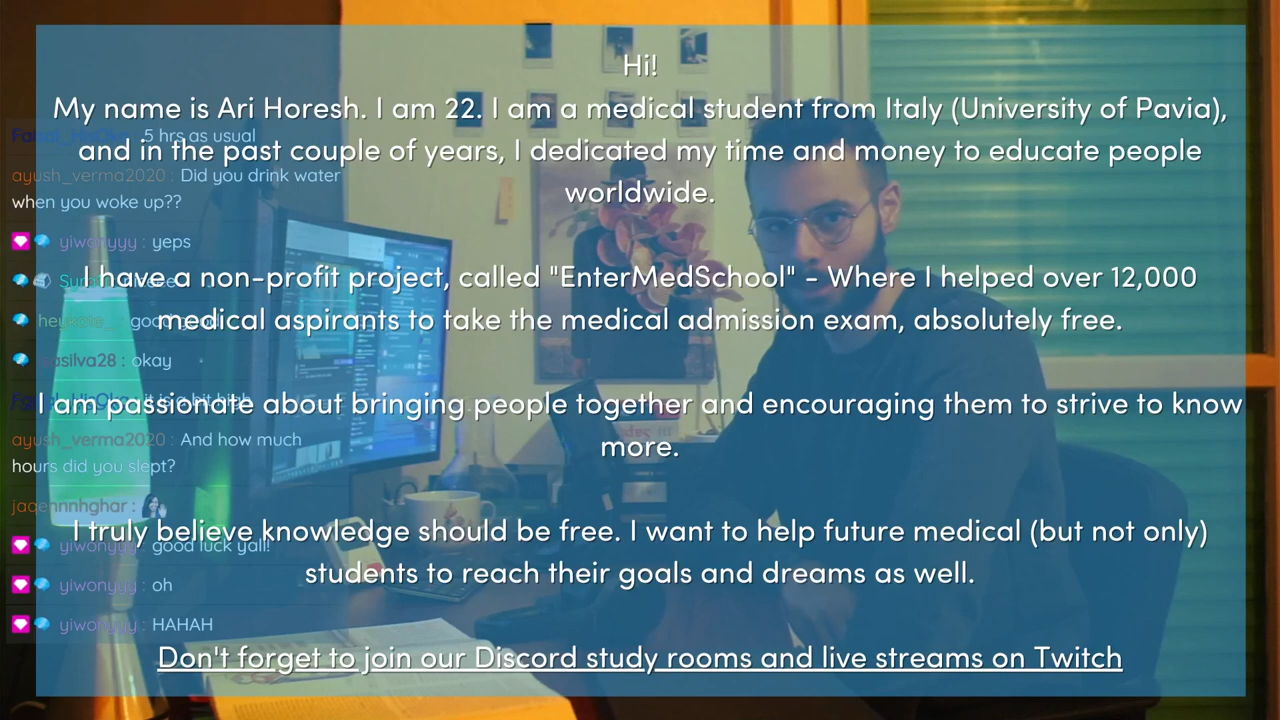 Hi!
My name is Ari Horesh. I am 22. I am a medical student from Italy (University of Pavia),
and in the past couple of years, I dedicated my time and money to educate people
worldwide.
I have a non-profit project, called "EnterMedSchool" - Where I helped over 12,000
medical aspirants to take the medical admission exam, absolutely free.
I am passionate about bringing people together and encouraging them to strive to know
more.
I truly believe knowledge should be free. I want to help future medical (but not only)
students to reach their goals and dreams as well.
Don't forget to join our Discord study rooms and live streams on Twitch
5 hrs as usual
ayush_verma2020 : Did you drink water
when you woke up??
yiwonyyy : yeps
okay
it is a bit high
ayush_verma2020 : And how much
hours did you slept?
jaqennnhghar :
yiwonyyy : good luck yall!
yiwonyyy : oh
yiwonyyy : HAHAH